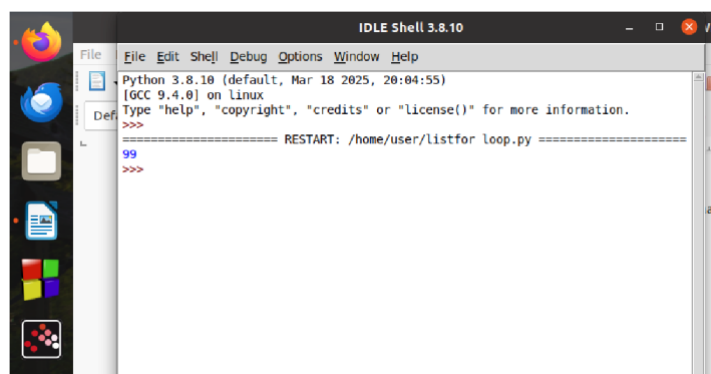 IDLE Shell 3.8.10
File
File Edit Shell Debug Options Window Help
Python 3.8.10 (default, Mar 18 2025, 20:04:55)
[GCC 9.4.0] on linux
Type "help", "copyright", "credits" or "license()" for more information.
>>>
====================== RESTART: /home/user/listfor loop.py =====================
99
>>>